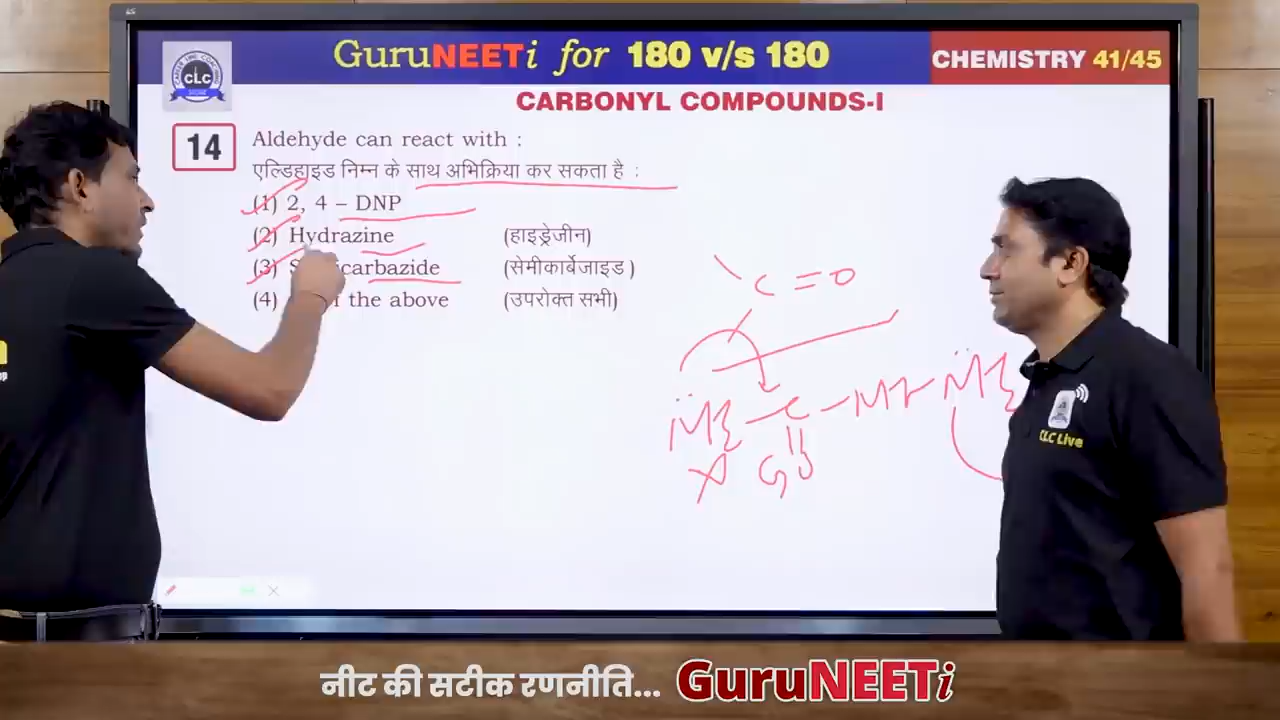 GuruNEETi for 180 v/s 180
CHEMISTRY 41/45
CLC
CARBONYL COMPOUNDS-I
14
Aldehyde can react with :
एल्डिहाइड निम्न के साथ अभिक्रिया कर सकता है :
(1) 2, 4 – DNP
(2) Hydrazine (हाइड्रेजीन)
(3) (सेमीकार्बेजाइड )
(4) the above (उपरोक्त सभी)
C = O
CLC Live
नीट की सटीक रणनीति... GuruNEETi